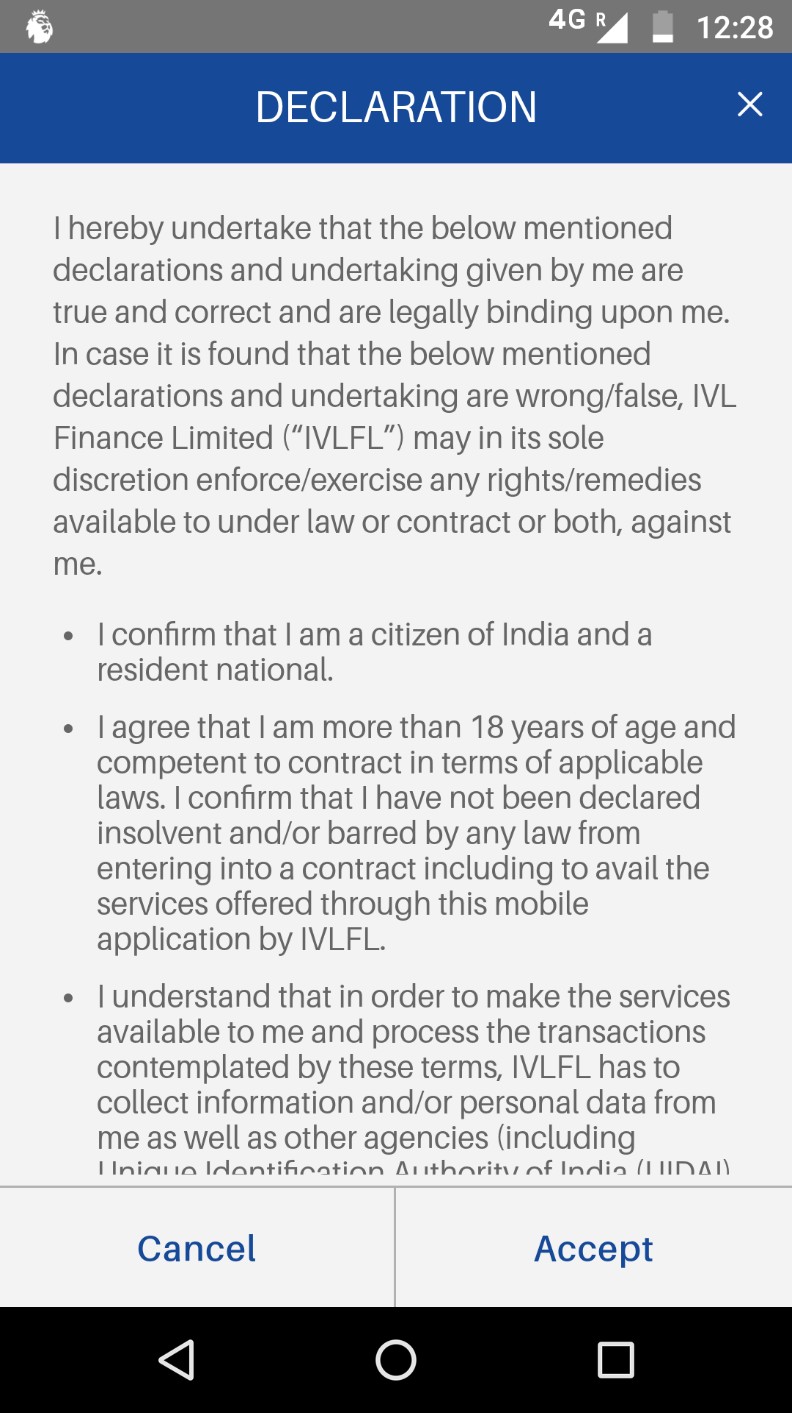 4G R 12:28
DECLARATION
I hereby undertake that the below mentioned
declarations and undertaking given by me are
true and correct and are legally binding upon me.
In case it is found that the below mentioned
declarations and undertaking are wrong/false, IVL
Finance Limited (“IVLFL”) may in its sole
discretion enforce/exercise any rights/remedies
available to under law or contract or both, against
me.
• I confirm that I am a citizen of India and a
resident national.
• I agree that I am more than 18 years of age and
competent to contract in terms of applicable
laws. I confirm that I have not been declared
insolvent and/or barred by any law from
entering into a contract including to avail the
services offered through this mobile
application by IVLFL.
• I understand that in order to make the services
available to me and process the transactions
contemplated by these terms, IVLFL has to
collect information and/or personal data from
me as well as other agencies (including
Unique Identification Authority of India (UIDAI)
Cancel Accept